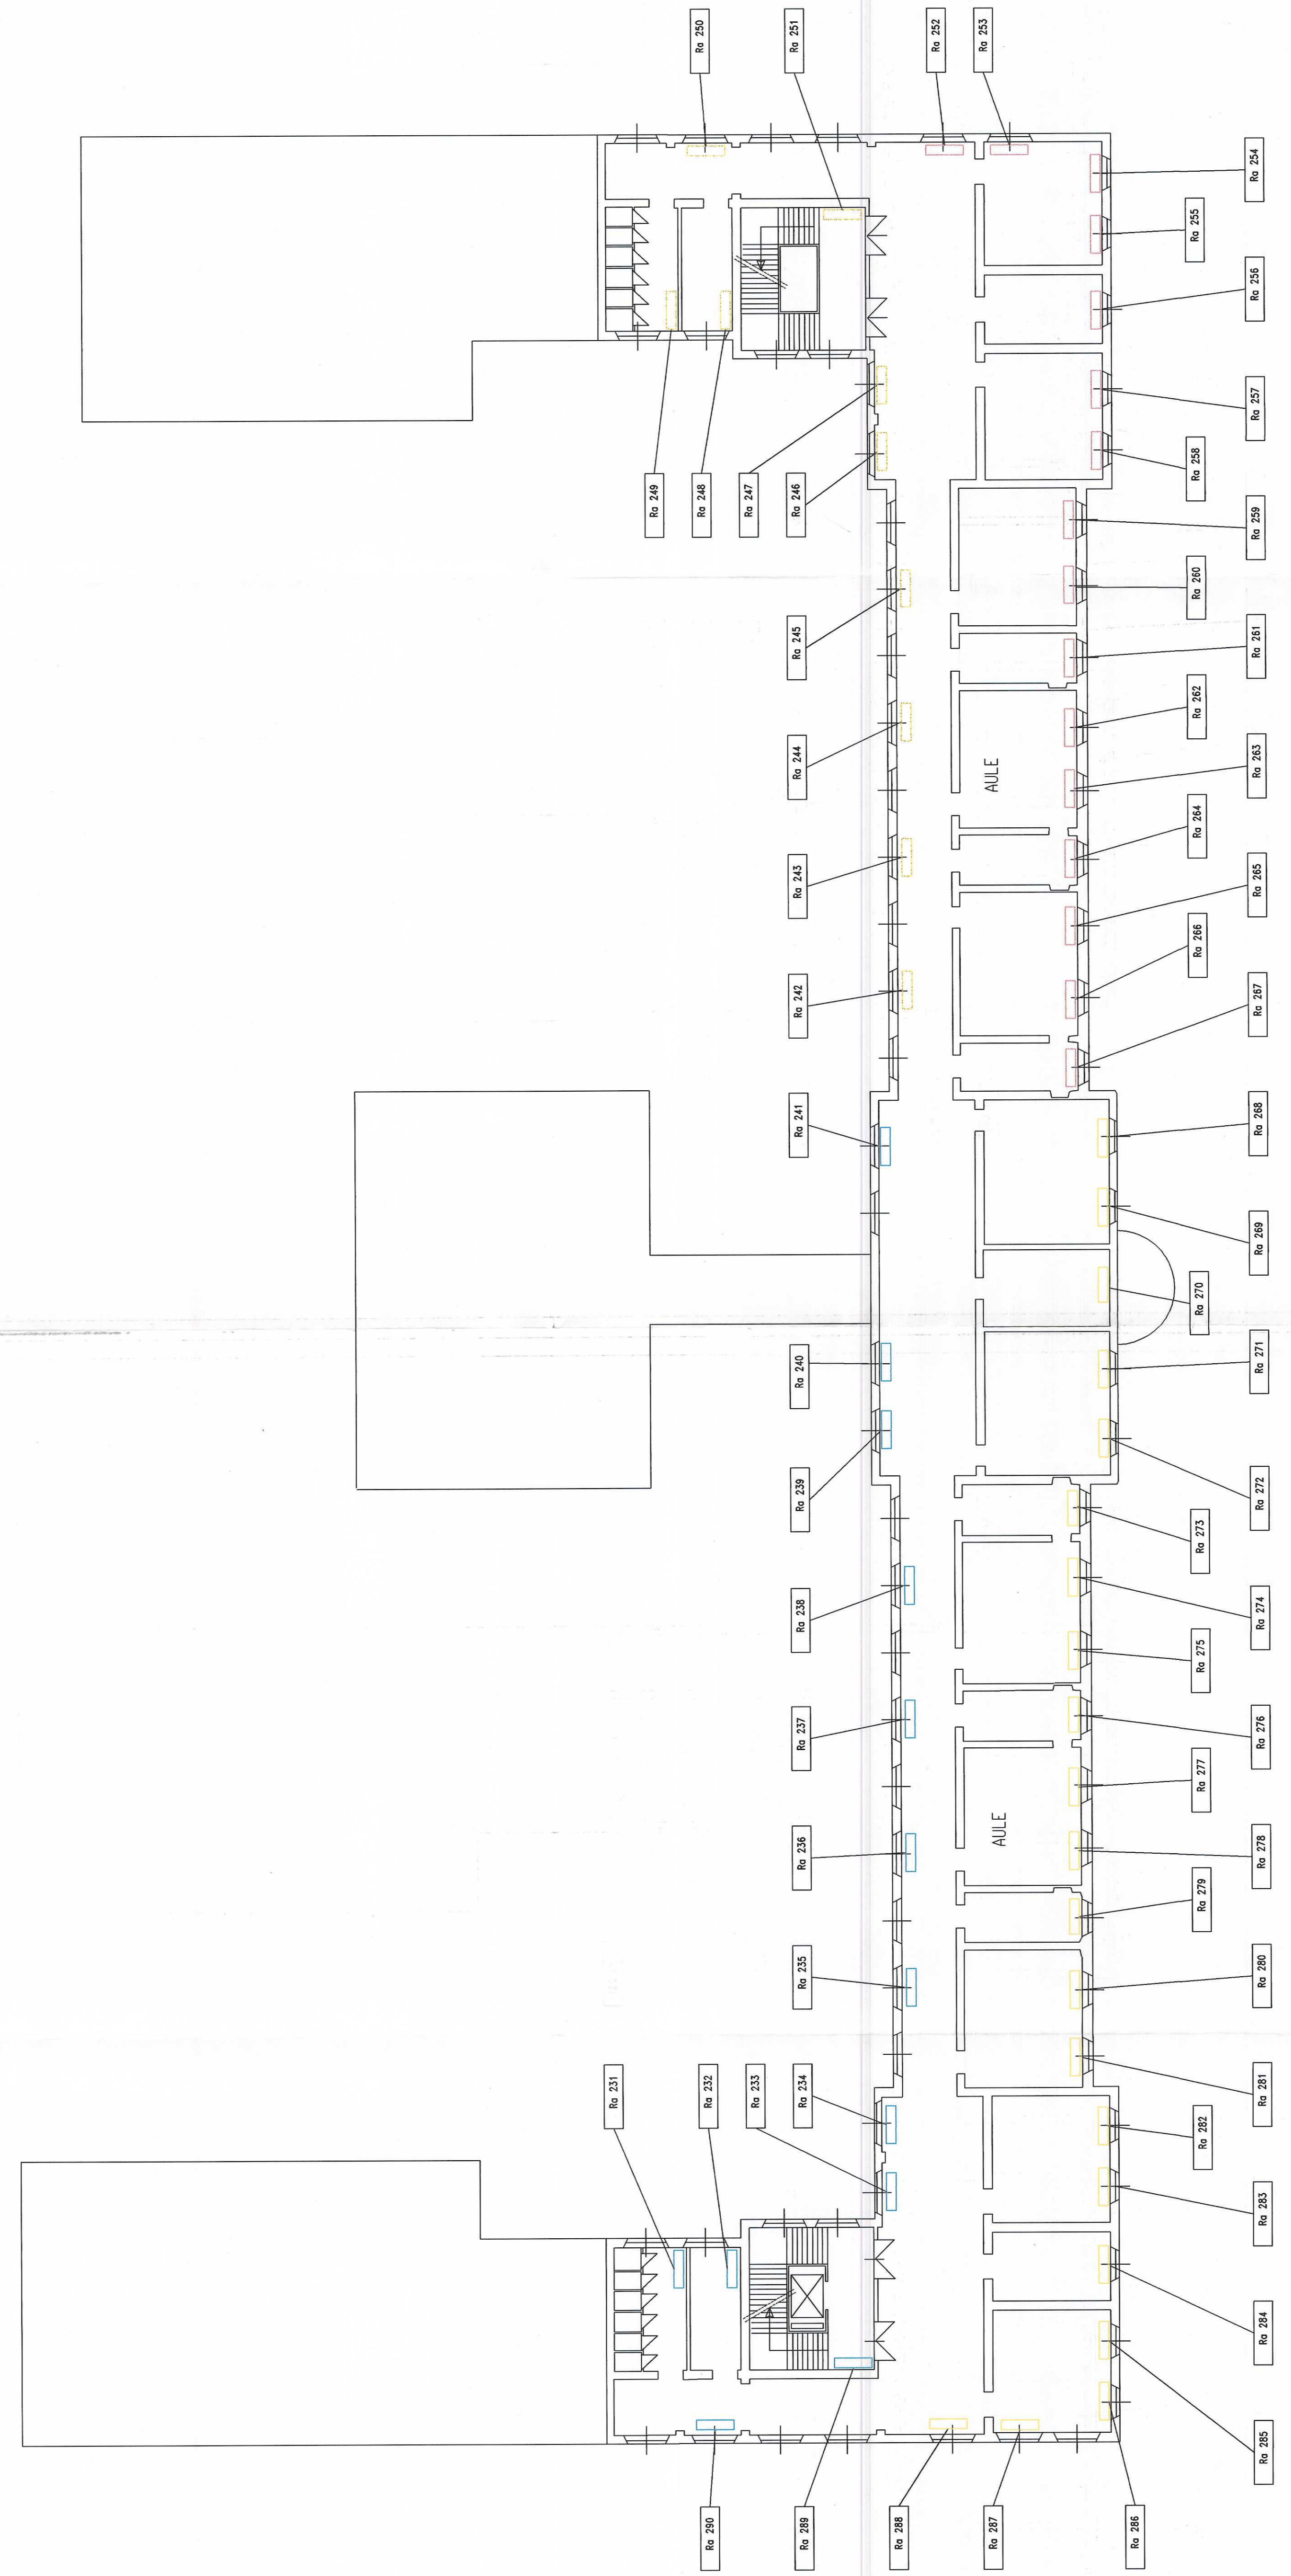 Ra 250
Ra 251
Ra 252
Ra 253
Ra 254
Ra 255
Ra 256
Ra 257
Ra 258
Ra 249
Ra 248
Ra 247
Ra 246
Ra 259
Ra 260
Ra 245
Ra 261
Ra 262
Ra 244
AULE
Ra 263
Ra 264
Ra 243
Ra 265
Ra 266
Ra 242
Ra 267
Ra 241
Ra 268
Ra 269
Ra 270
Ra 240
Ra 271
Ra 239
Ra 272
Ra 273
Ra 238
Ra 274
Ra 275
Ra 237
Ra 276
Ra 277
Ra 236
AULE
Ra 278
Ra 279
Ra 235
Ra 280
Ra 231
Ra 232
Ra 233
Ra 234
Ra 281
Ra 282
Ra 283
Ra 284
Ra 285
Ra 290
Ra 289
Ra 288
Ra 287
Ra 286